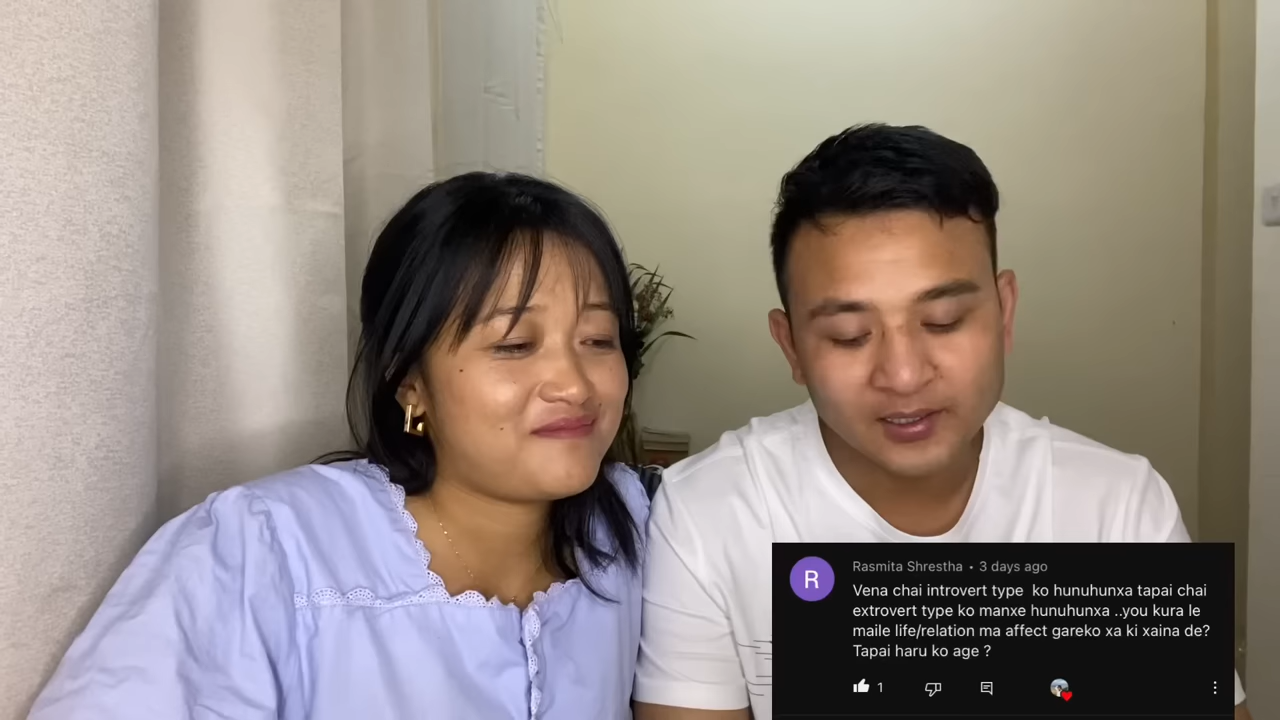 R
Rasmita Shrestha • 3 days ago
Vena chai introvert type ko hunuhunxa tapai chai
extrovert type ko manxe hunuhunxa ..you kura le
maile life/relation ma affect gareko xa ki xaina de?
Tapai haru ko age ?
1